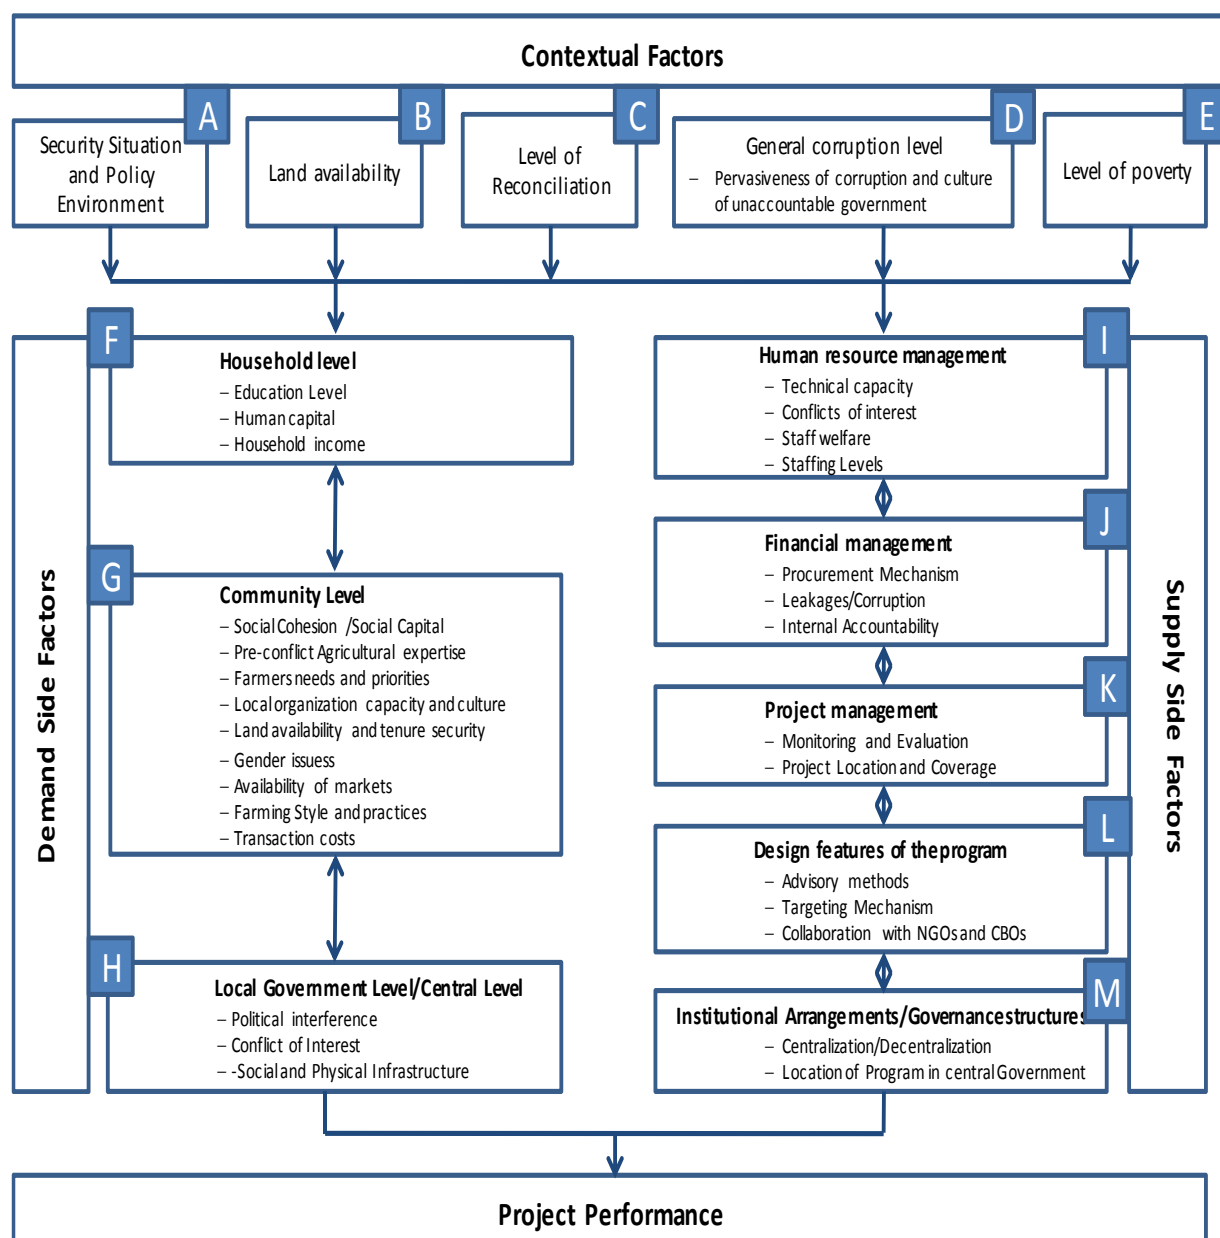 Contextual Factors
A
Security Situation
and Policy
Environment
B
Land availability
C
Level of
Reconciliation
D
General corruption level
– Pervasiveness of corruption and culture
of unaccountable government
E
Level of poverty
Demand Side Factors
F
Household level
– Education Level
– Human capital
– Household income
G
Community Level
– Social Cohesion /Social Capital
– Pre-conflict Agricultural expertise
– Farmers needs and priorities
– Local organization capacity and culture
– Land availability and tenure security
– Gender issuess
– Availability of markets
– Farming Style and practices
– Transaction costs
H
Local Government Level/Central Level
– Political interference
– Conflict of Interest
– -Social and Physical Infrastructure
Supply Side Factors
I
Human resource management
– Technical capacity
– Conflicts of interest
– Staff welfare
– Staffing Levels
J
Financial management
– Procurement Mechanism
– Leakages/Corruption
– Internal Accountability
K
Project management
– Monitoring and Evaluation
– Project Location and Coverage
L
Design features of the program
– Advisory methods
– Targeting Mechanism
– Collaboration with NGOs and CBOs
M
Institutional Arrangements/Governance structures
– Centralization/Decentralization
– Location of Program in central Government
Project Performance